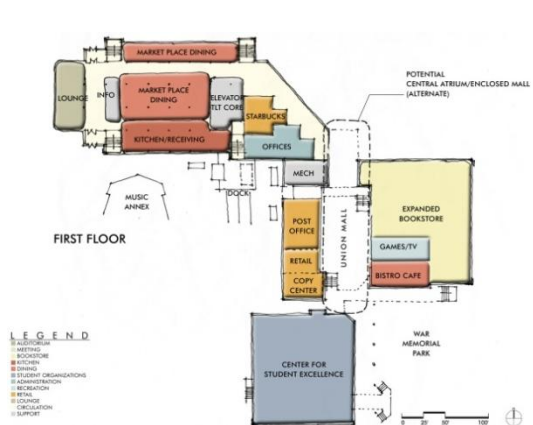 MARKET PLACE DINING
POTENTIAL
CENTRAL ATRIUM/ENCLOSED MALL
(ALTERNATE)
LOUNGE
INFO
MARKET PLACE
DINING
ELEVATOR
TLT CORE
STARBUCKS
KITCHEN/RECEIVING
OFFICES
MECH
DOCK
MUSIC
ANNEX
FIRST FLOOR
POST
OFFICE
UNION MALL
EXPANDED
BOOKSTORE
GAMES/TV
RETAIL
COPY
CENTER
BISTRO CAFE
LEGEND
AUDITORIUM
MEETING
BOOKSTORE
KITCHEN
DINING
STUDENT ORGANIZATIONS
ADMINISTRATION
RECREATION
RETAIL
LOUNGE
CIRCULATION
SUPPORT
CENTER FOR
STUDENT EXCELLENCE
WAR
MEMORIAL
PARK
0 25' 50' 100'